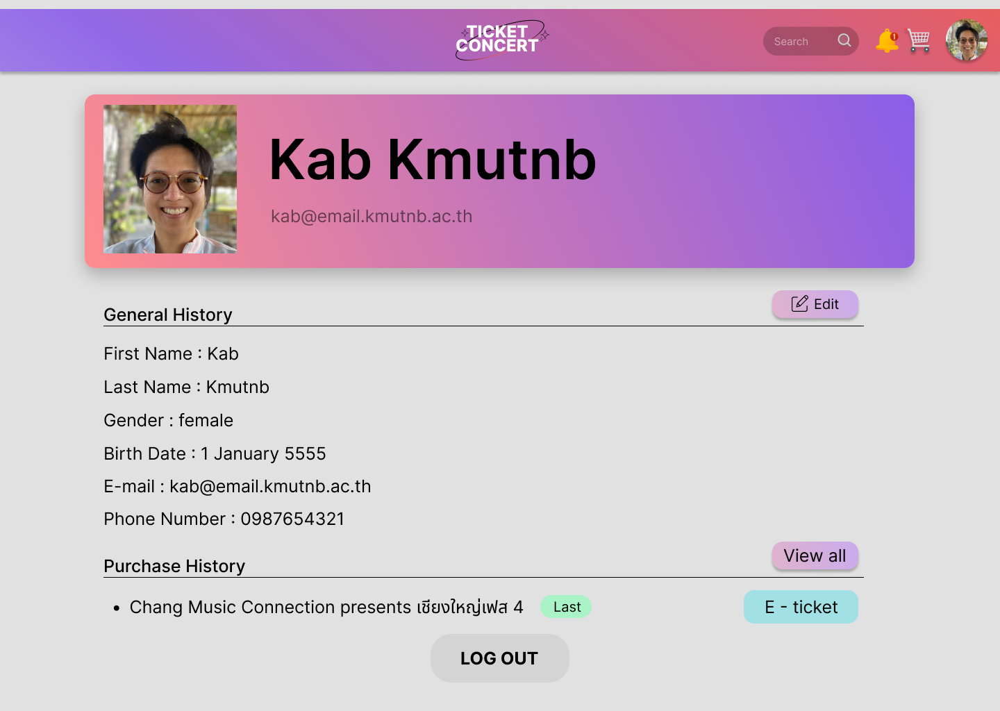 TICKET
CONCERT
Search
1
Kab Kmutnb
kab@email.kmutnb.ac.th
General History
Edit
First Name : Kab
Last Name : Kmutnb
Gender : female
Birth Date : 1 January 5555
E-mail : kab@email.kmutnb.ac.th
Phone Number : 0987654321
Purchase History
View all
• Chang Music Connection presents เชียงใหญ่เฟส 4
Last
E - ticket
LOG OUT